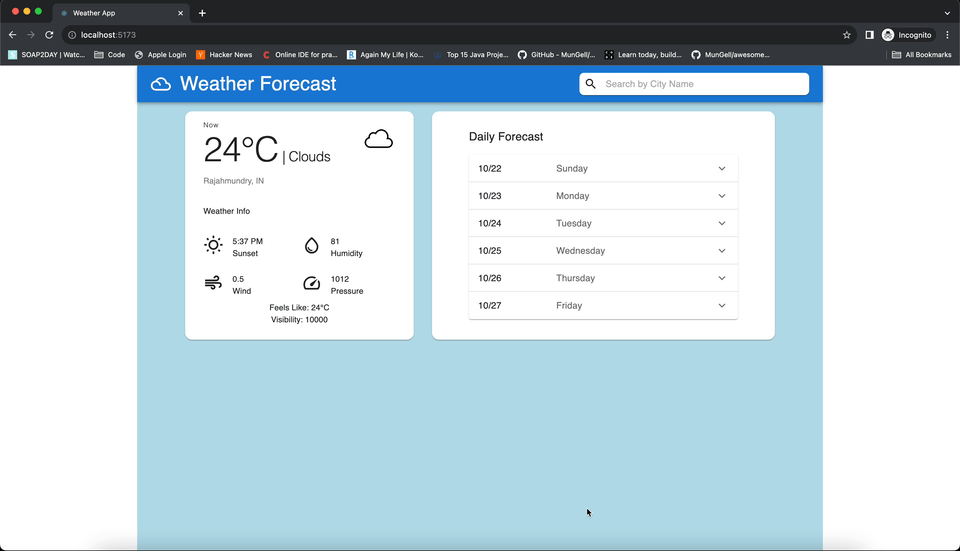 Weather App
localhost:5173
Incognito
SOAP2DAY | Watc...
Code
Apple Login
Hacker News
Online IDE for pra...
Again My Life | Ko...
Top 15 Java Proje...
GitHub - MunGell/...
Learn today, build...
MunGell/awesome...
All Bookmarks
Weather Forecast
Search by City Name
Now
24°C | Clouds
Rajahmundry, IN
Weather Info
5:37 PM
Sunset
81
Humidity
0.5
Wind
1012
Pressure
Feels Like: 24°C
Visibility: 10000
Daily Forecast
10/22 Sunday
10/23 Monday
10/24 Tuesday
10/25 Wednesday
10/26 Thursday
10/27 Friday